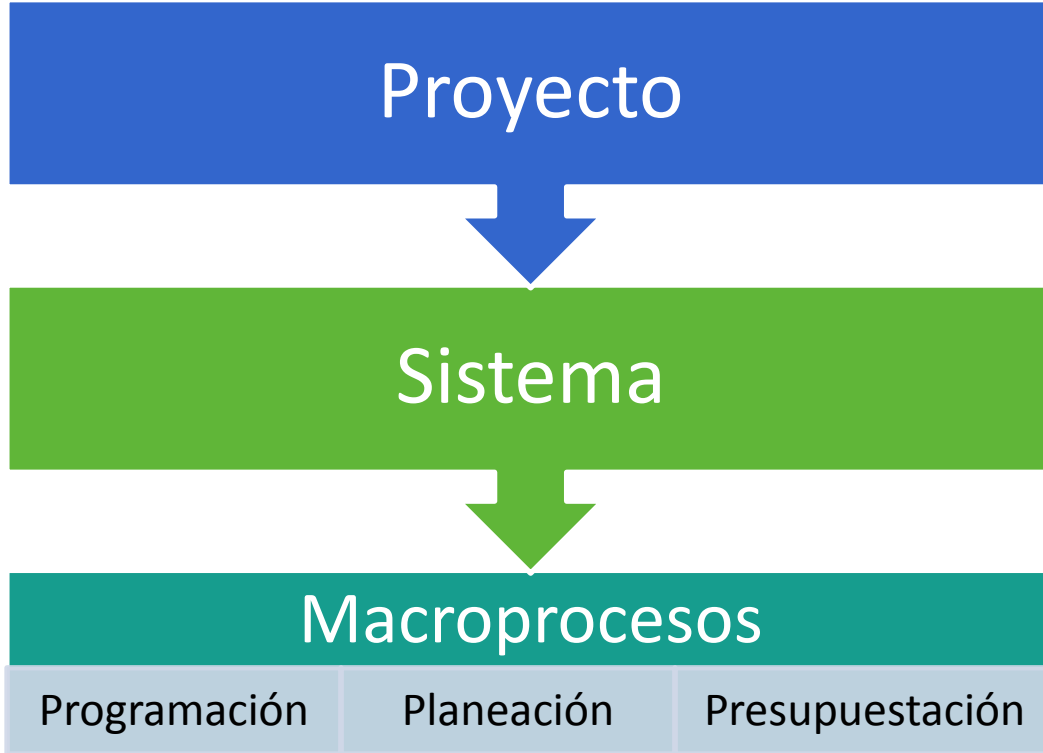 Proyecto
Sistema
Macroprocesos
Programación Planeación Presupuestación